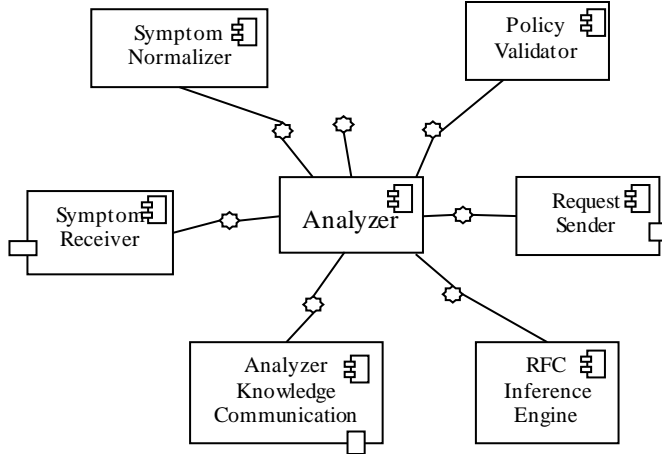 Symptom
Normalizer
Policy
Validator
Symptom
Receiver
Analyzer
Request
Sender
Analyzer
Knowledge
Communication
RFC
Inference
Engine